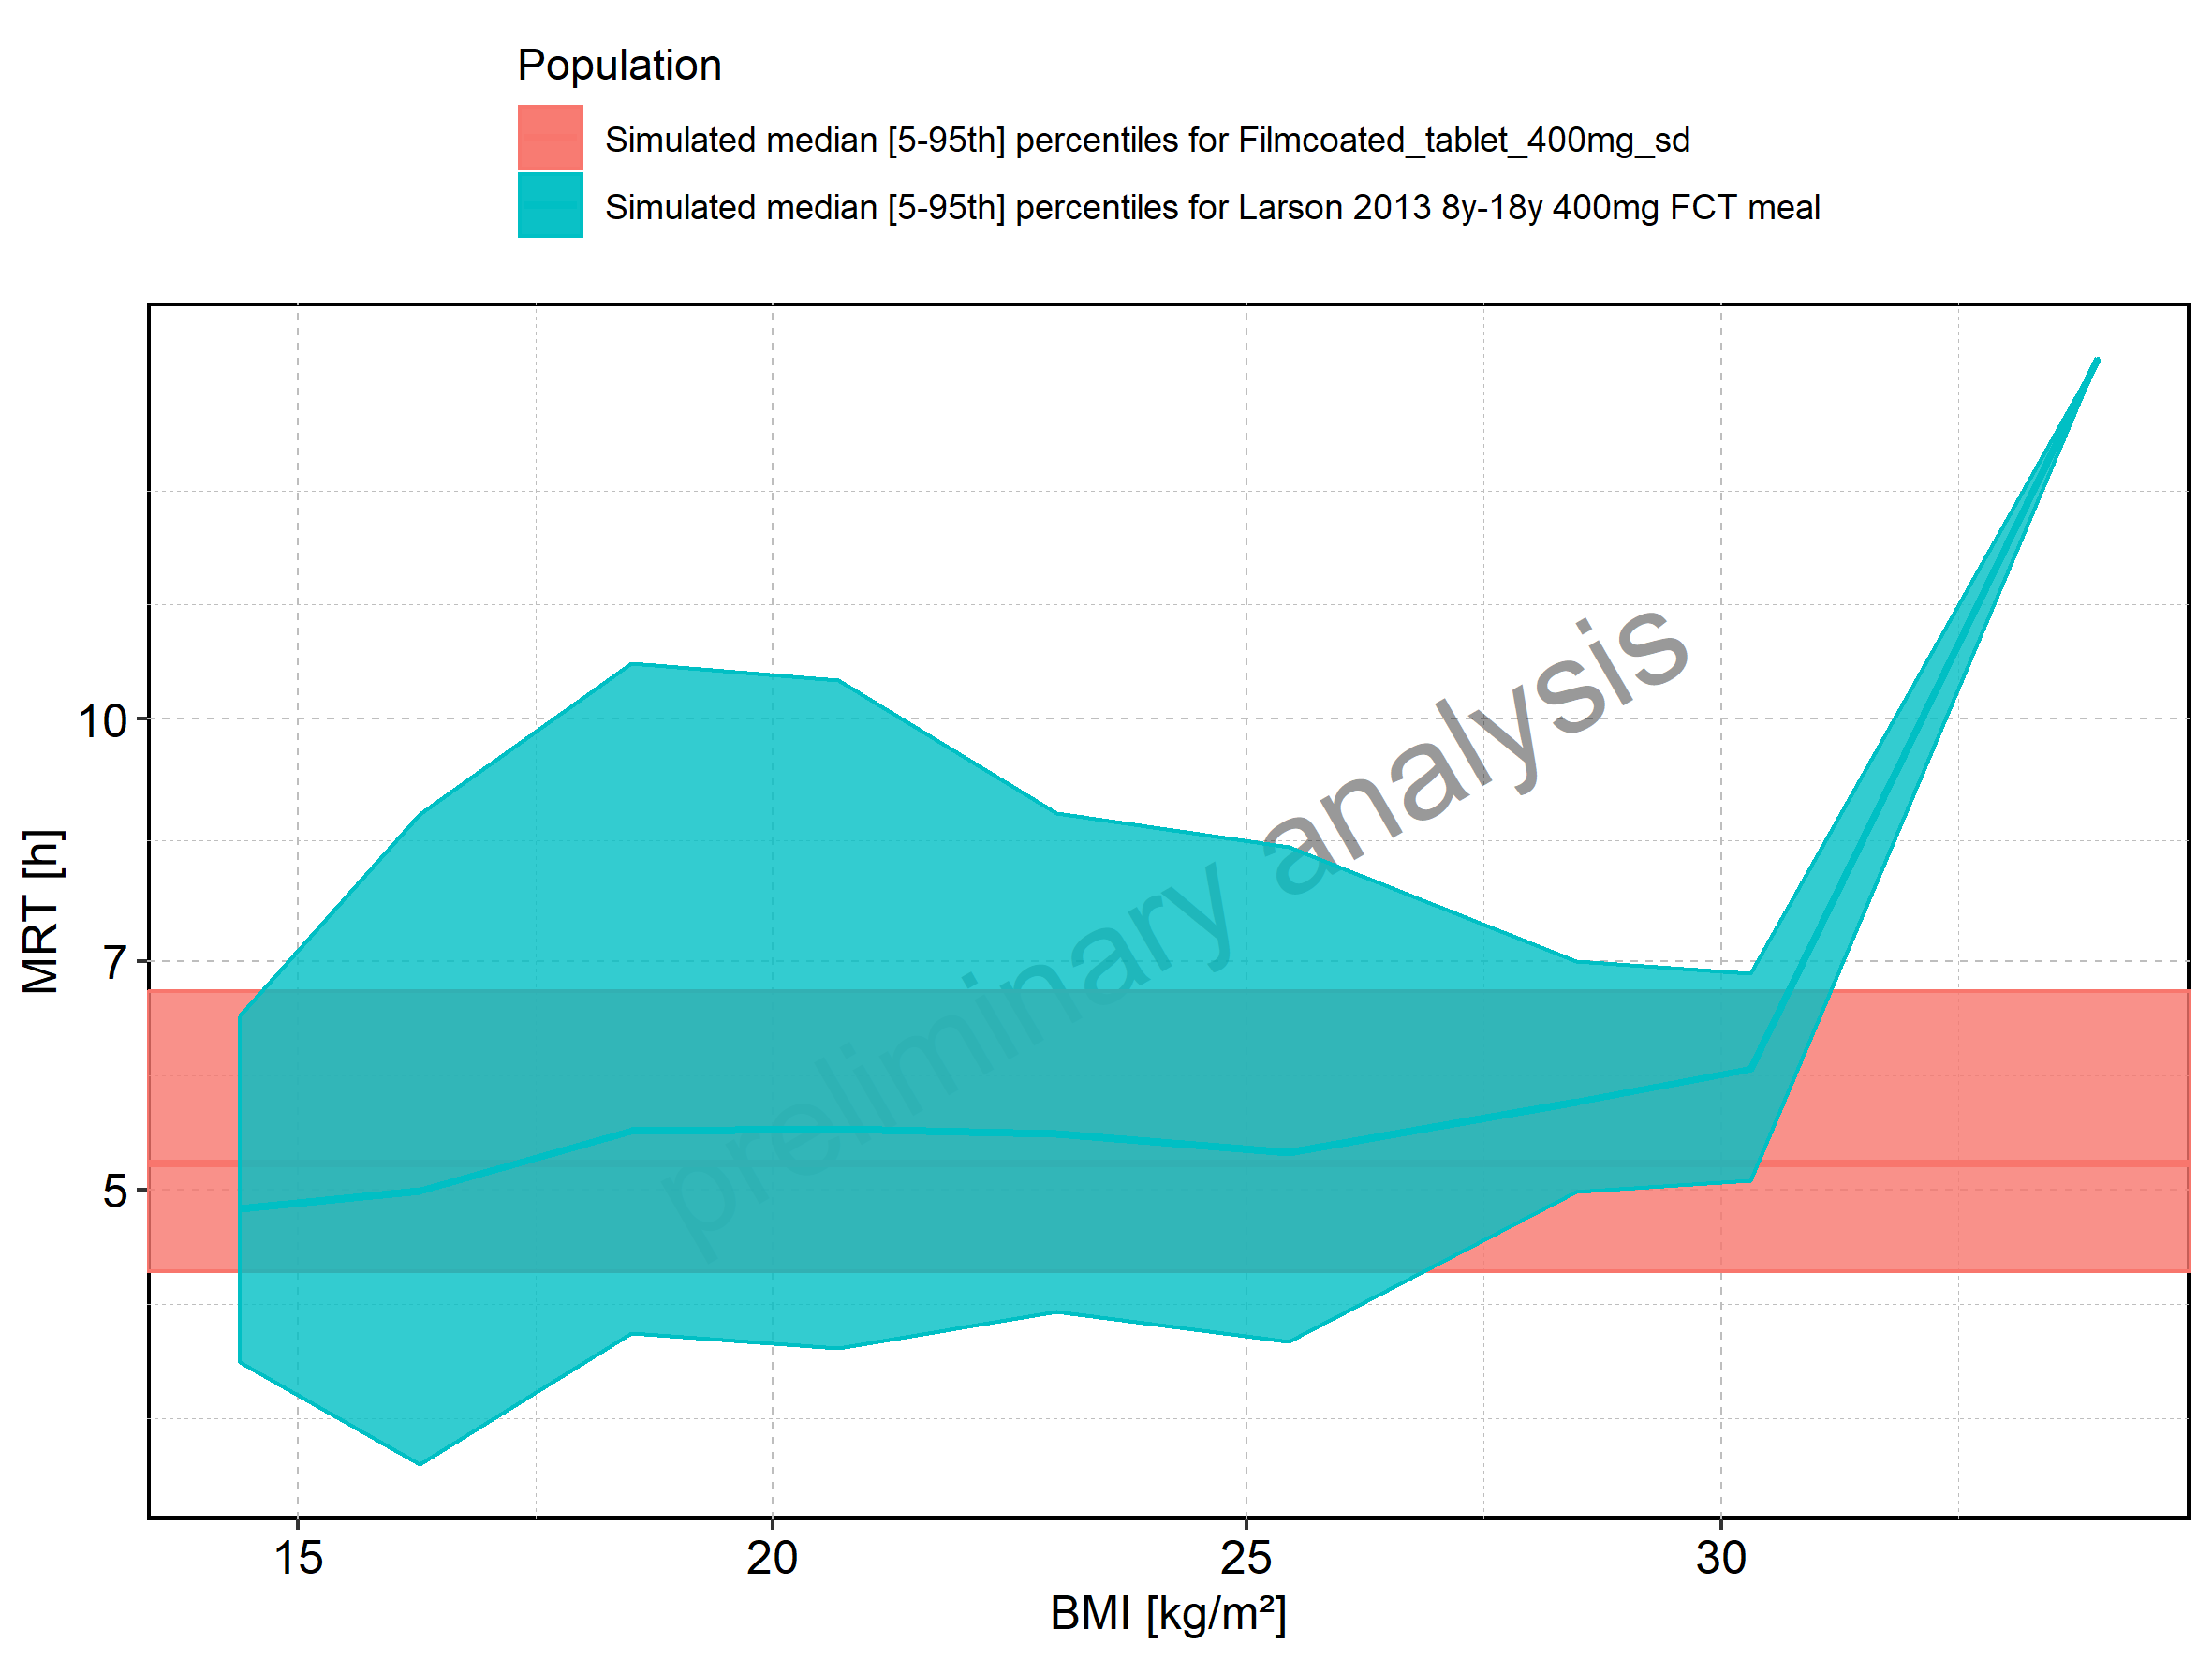 Population
Simulated median [5-95th] percentiles for Filmcoated_tablet_400mg_sd
Simulated median [5-95th] percentiles for Larson 2013 8y-18y 400mg FCT meal
preliminary analysis
MRT [h]
10
7
5
15 20 25 30
BMI [kg/m²]